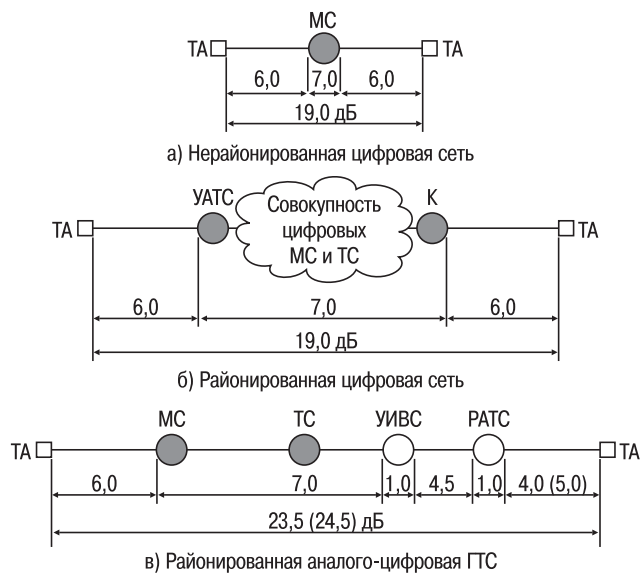 МС
ТА ТА
6,0 7,0 6,0
19,0 дБ
а) Нерайонированная цифровая сеть
УАТС Совокупность цифровых МС и ТС К
ТА ТА
6,0 7,0 6,0
19,0 дБ
б) Районированная цифровая сеть
МС ТС УИВС РАТС
ТА ТА
6,0 7,0 1,0 4,5 1,0 4,0 (5,0)
23,5 (24,5) дБ
в) Районированная аналого-цифровая ГТС